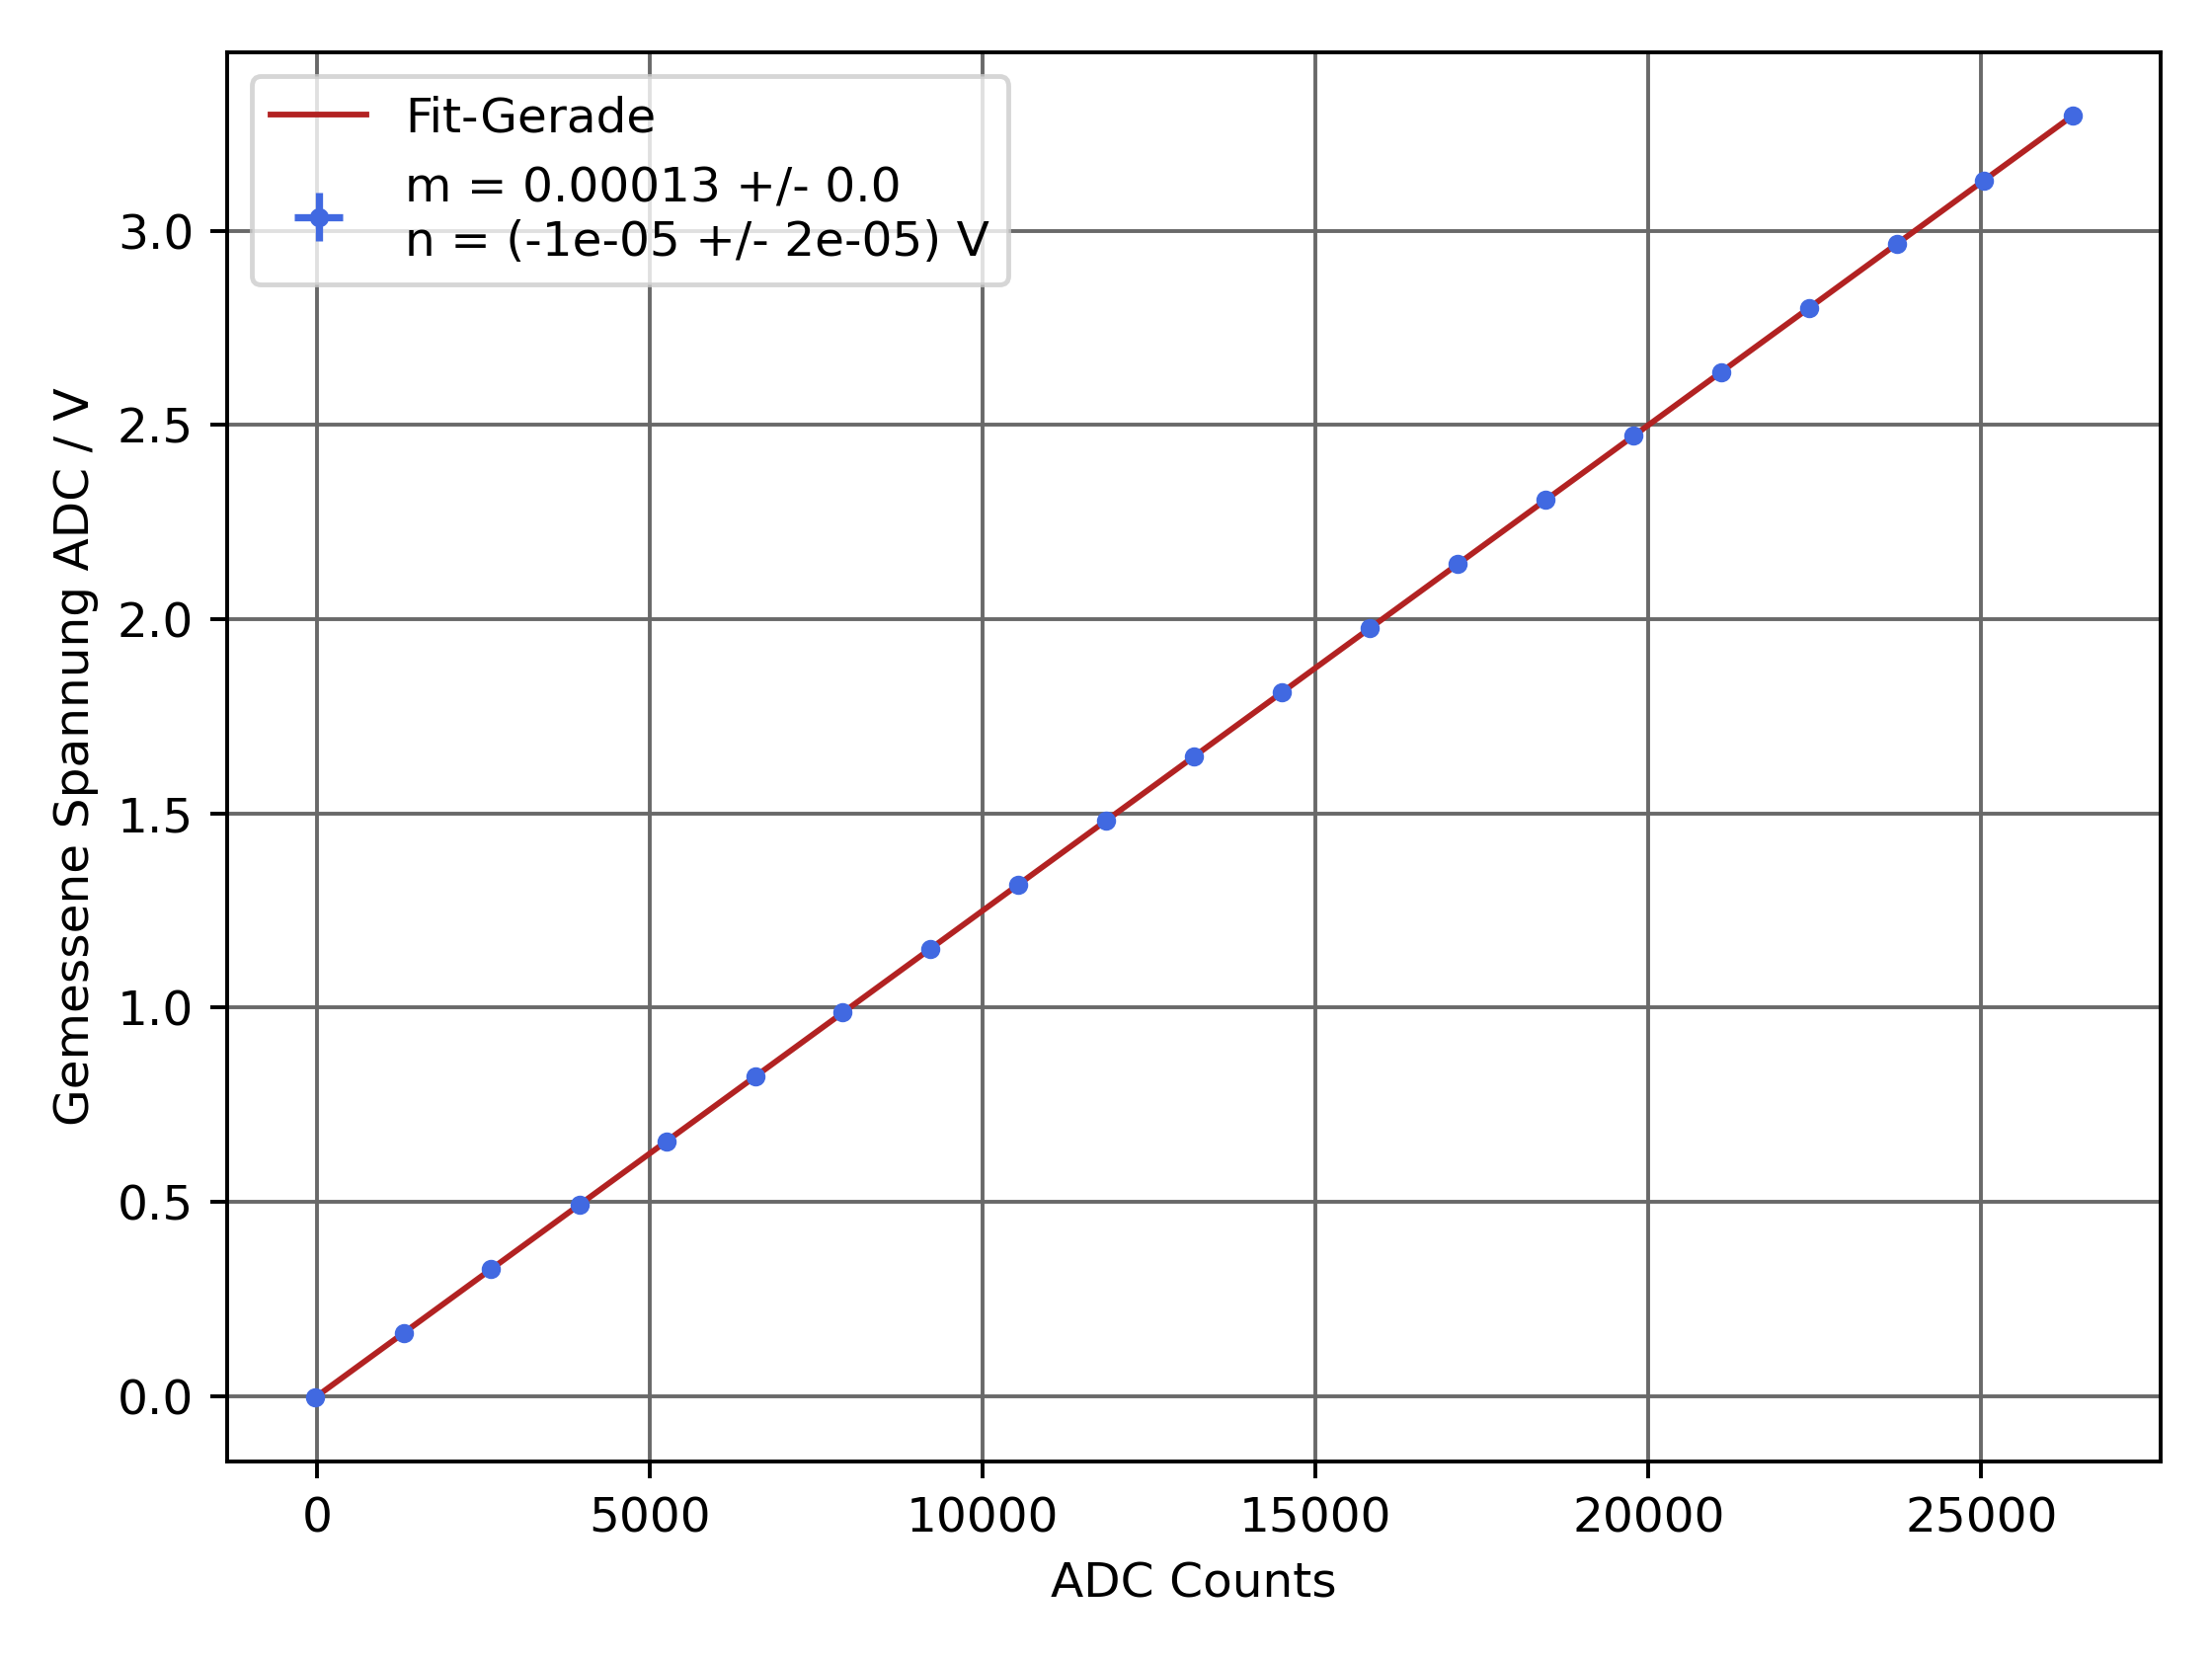 Fit-Gerade
m = 0.00013 +/- 0.0
n = (-1e-05 +/- 2e-05) V
Gemessene Spannung ADC / V
3.0
2.5
2.0
1.5
1.0
0.5
0.0
0 5000 10000 15000 20000 25000
ADC Counts